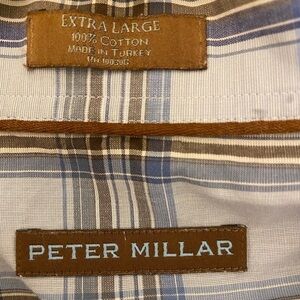 EXTRA LARGE
100% COTTON
MADE IN TURKEY
PETER MILLAR